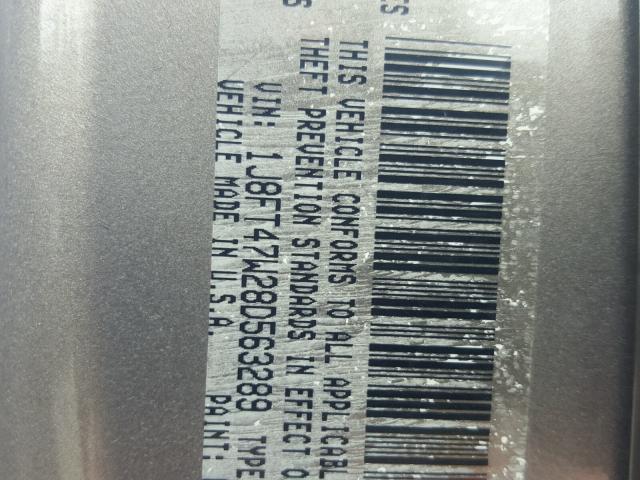 THIS VEHICLE CONFORMS TO ALL APPLICABL
THEFT PREVENTION STANDARDS IN EFFECT O
VIN: 1J8FT47W28D563289 TYPE
VEHICLE MADE IN U.S.A. PAINT: